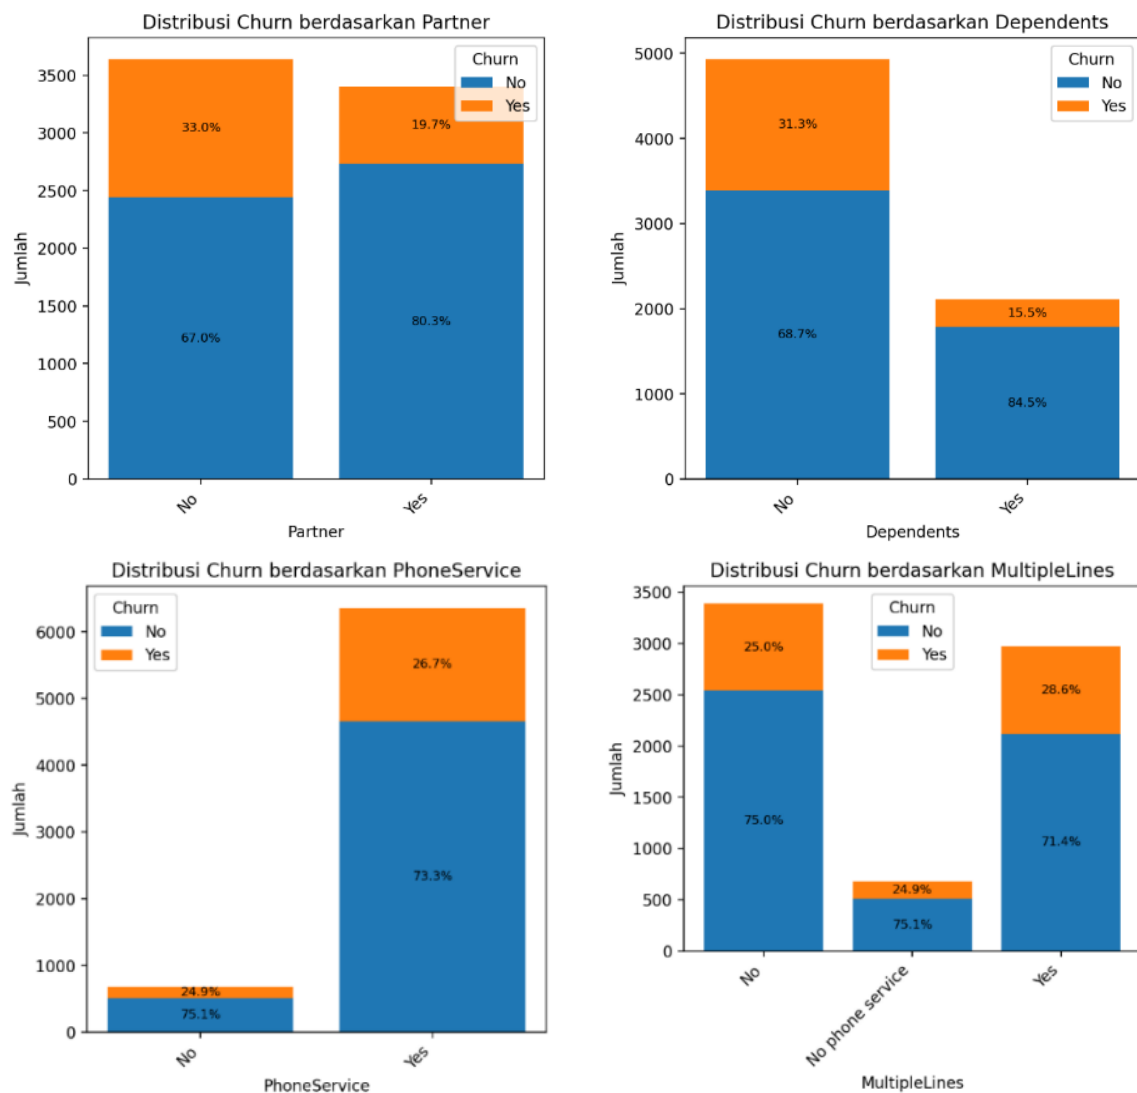 Distribusi Churn berdasarkan Partner
Churn
No
Yes
33.0%
19.7%
67.0%
80.3%
3500
3000
2500
2000
1500
1000
500
0
Jumlah
No
Yes
Partner
Distribusi Churn berdasarkan Dependents
Churn
No
Yes
31.3%
15.5%
68.7%
84.5%
5000
4000
3000
2000
1000
0
Jumlah
No
Yes
Dependents
Distribusi Churn berdasarkan PhoneService
Churn
No
Yes
26.7%
73.3%
24.9%
75.1%
6000
5000
4000
3000
2000
1000
0
Jumlah
No
Yes
PhoneService
Distribusi Churn berdasarkan MultipleLines
Churn
No
Yes
25.0%
28.6%
75.0%
71.4%
24.9%
75.1%
3500
3000
2500
2000
1500
1000
500
0
Jumlah
No
No phone service
Yes
MultipleLines